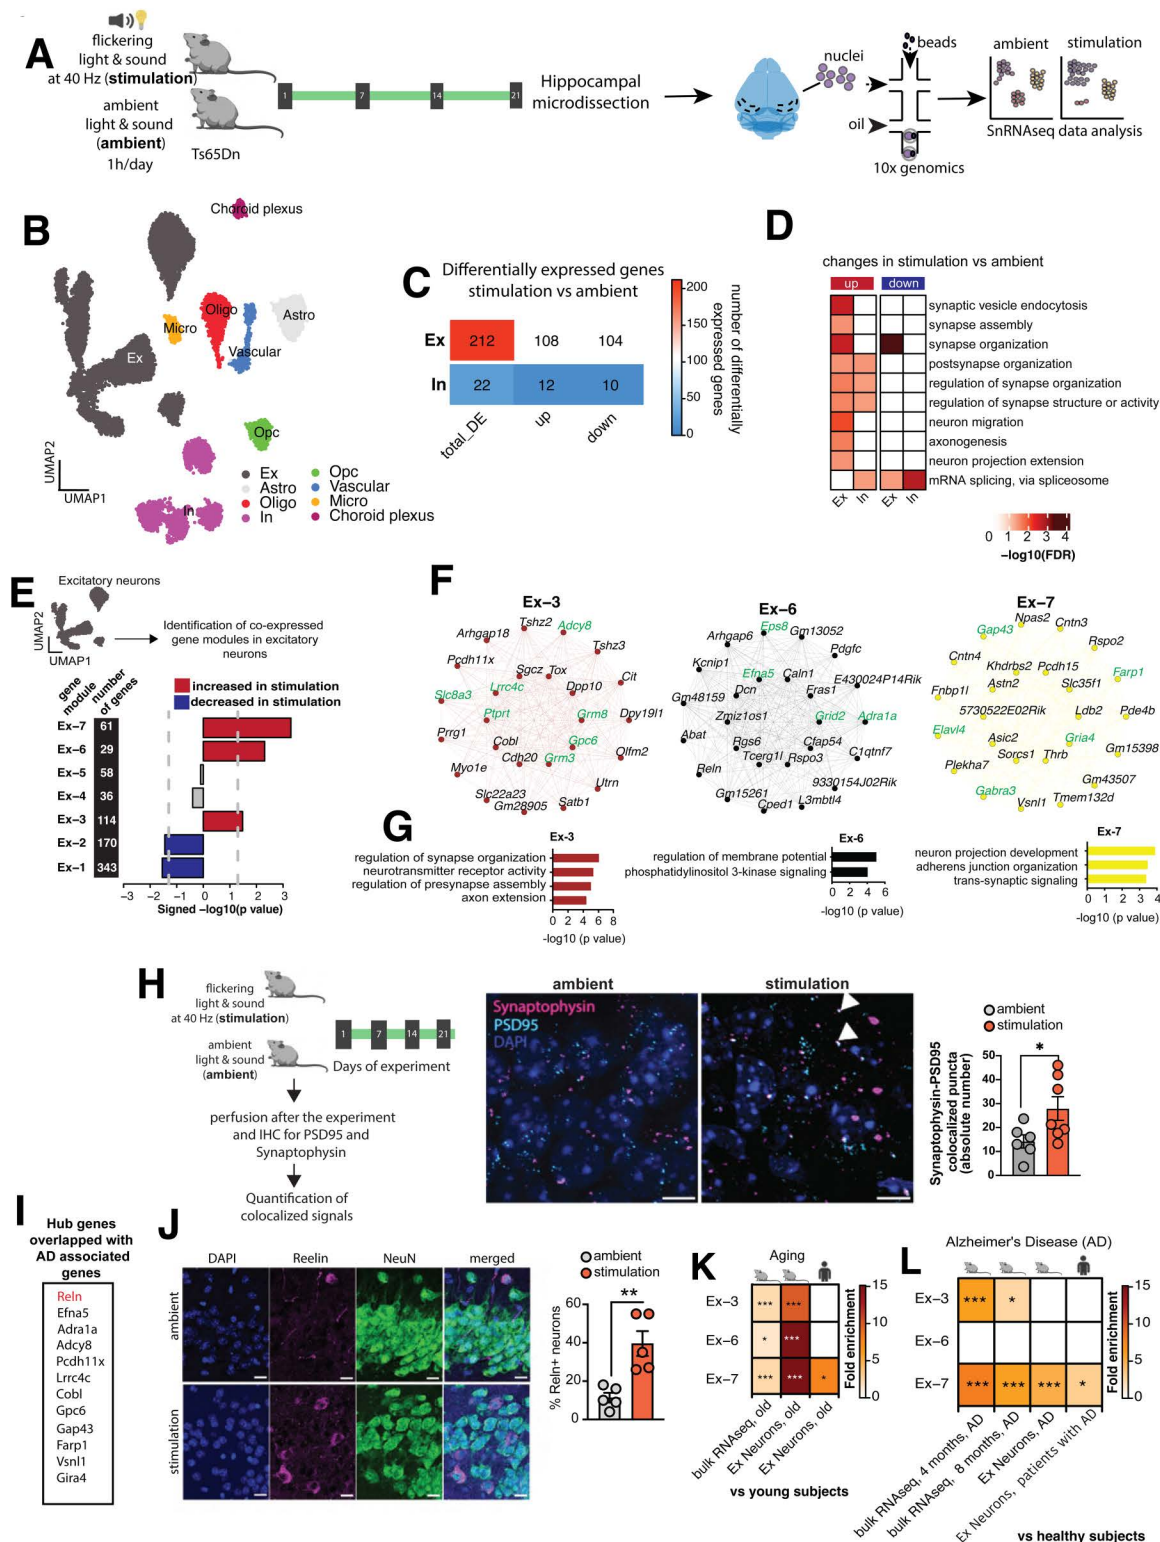 A
flickering
light & sound
at 40 Hz (stimulation)
ambient
light & sound
(ambient)
1h/day
Ts65Dn
1
7
14
21
Hippocampal
microdissection
nuclei
beads
oil
10x genomics
ambient
stimulation
SnRNAseq data analysis
B
Choroid plexus
Oligo
Micro
Astro
Vascular
Ex
Opc
In
UMAP2
UMAP1
Ex
Astro
Oligo
In
Opc
Vascular
Micro
Choroid plexus
C
Differentially expressed genes
stimulation vs ambient
Ex
212
108
104
In
22
12
10
total_DE
up
down
200
150
100
50
0
number of differentially
expressed genes
D
changes in stimulation vs ambient
up
down
synaptic vesicle endocytosis
synapse assembly
synapse organization
postsynapse organization
regulation of synapse organization
regulation of synapse structure or activity
neuron migration
axonogenesis
neuron projection extension
mRNA splicing, via spliceosome
Ex
In
Ex
In
0 1 2 3 4
−log10(FDR)
E
Excitatory neurons
UMAP2
UMAP1
Identification of co-expressed
gene modules in excitatory
neurons
gene
module
number
of genes
increased in stimulation
decreased in stimulation
Ex−7 61
Ex−6 29
Ex−5 58
Ex−4 36
Ex−3 114
Ex−2 170
Ex−1 343
−3 −2 −1 0 1 2 3
Signed −log10(p value)
F
Ex−3
Tshz2
Adcy8
Arhgap18
Tshz3
Pcdh11x
Sgcz
Tox
Cit
Slc8a3
Lrrc4c
Dpp10
Ptprt
Grm8
Dpy19l1
Prrg1
Cobl
Gpc6
Olfm2
Cdh20
Grm3
Myo1e
Utrn
Slc22a23
Gm28905
Satb1
Ex−6
Eps8
Gm13052
Arhgap6
Pdgfc
Kcnip1
Efna5
Caln1
E430024P14Rik
Gm48159
Dcn
Fras1
Zmiz1os1
Grid2
Adra1a
Abat
Rgs6
Cfap54
Tcerg1l
Rspo3
C1qtnf7
Reln
9330154J02Rik
Gm15261
L3mbtl4
Cped1
Ex−7
Npas2
Cntn3
Gap43
Rspo2
Cntn4
Khdrbs2
Pcdh15
Farp1
Astn2
Slc35f1
Fnbp1l
5730522E02Rik
Ldb2
Pde4b
Elavl4
Asic2
Gria4
Sorcs1
Thrb
Gm15398
Plekha7
Gm43507
Gabra3
Tmem132d
Vsnl1
G
Ex-3
regulation of synapse organization
neurotransmitter receptor activity
regulation of presynapse assembly
axon extension
0 2 4 6 8
-log10 (p value)
Ex-6
regulation of membrane potential
phosphatidylinositol 3-kinase signaling
0 2 4 6
-log10 (p value)
Ex-7
neuron projection development
adherens junction organization
trans-synaptic signaling
0 1 2 3 4
-log10 (p value)
H
flickering
light & sound
at 40 Hz (stimulation)
ambient
light & sound
(ambient)
1
7
14
21
Days of experiment
perfusion after the experiment
and IHC for PSD95 and
Synaptophysin
Quantification of
colocalized signals
ambient
stimulation
Synaptophysin
PSD95
DAPI
ambient
stimulation
*
50
40
30
20
10
0
Synaptophysin-PSD95
colocalized puncta
(absolute number)
I
Hub genes
overlapped with
AD associated
genes
Reln
Efna5
Adra1a
Adcy8
Pcdh11x
Lrrc4c
Cobl
Gpc6
Gap43
Farp1
Vsnl1
Gira4
J
DAPI
Reelin
NeuN
merged
ambient
stimulation
ambient
stimulation
**
60
40
20
0
% Reln+ neurons
K
Aging
Ex−3
***
***
Ex−6
*
***
Ex−7
***
***
*
bulk RNAseq, old
Ex Neurons, old
Ex Neurons, old
vs young subjects
15
10
5
0
Fold enrichment
L
Alzheimer's Disease (AD)
Ex−3
***
*
Ex−6
Ex−7
***
***
***
*
bulk RNAseq, 4 months, AD
bulk RNAseq, 8 months, AD
Ex Neurons, AD
Ex Neurons, patients with AD
vs healthy subjects
15
10
5
0
Fold enrichment